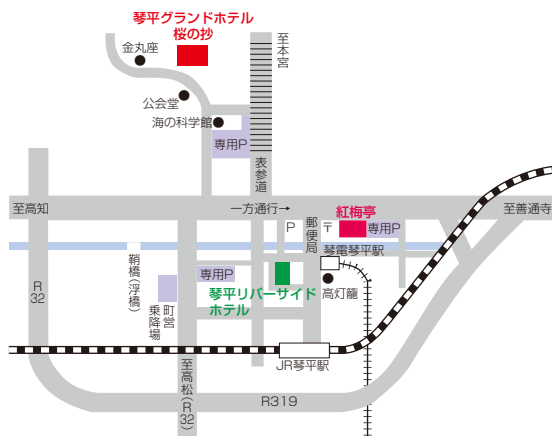 琴平グランドホテル
桜の抄
金丸座
至本宮
公会堂
海の科学館
専用P
表参道
至高知
一方通行→
P
郵便局
〒
紅梅亭
専用P
至善通寺
琴電琴平駅
R
32
鞘橋(浮橋)
町営
乗降場
専用P
琴平リバーサイド
ホテル
高灯籠
JR琴平駅
至高松(R
32)
R319